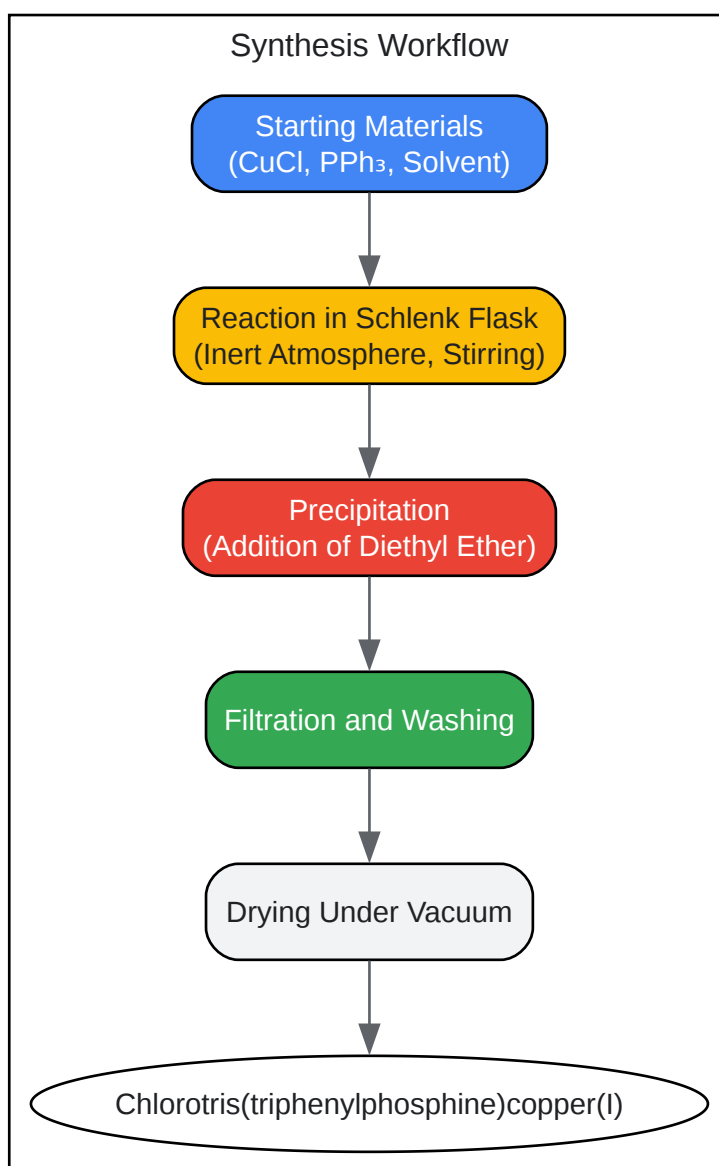 Synthesis Workflow
Starting Materials
(CuCl, PPh₃, Solvent)
Reaction in Schlenk Flask
(Inert Atmosphere, Stirring)
Precipitation
(Addition of Diethyl Ether)
Filtration and Washing
Drying Under Vacuum
Chlorotris(triphenylphosphine)copper(I)